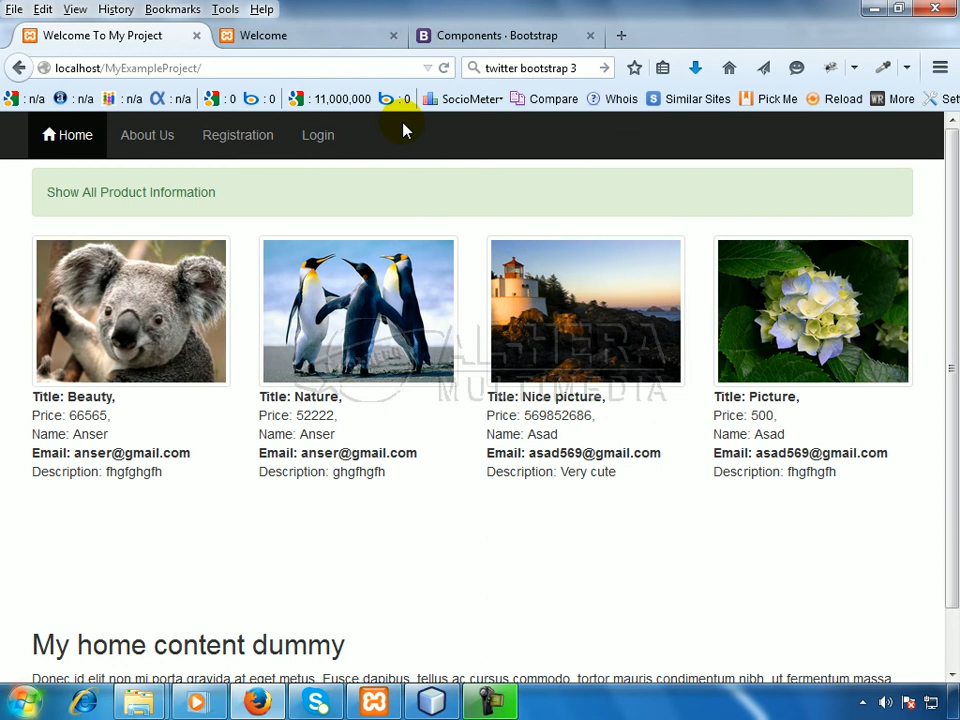 File Edit View History Bookmarks Tools Help
Welcome To My Project × Welcome × B Components · Bootstrap × +
localhost/MyExampleProject/ twitter bootstrap 3
: n/a : n/a : n/a : n/a : 0 : 0 : 11,000,000 : 0 SocioMeter Compare Whois Similar Sites Pick Me Reload WR More Set
Home About Us Registration Login
Show All Product Information
ALSHERA
MULTIMEDIA
Title: Beauty, Title: Nature, Title: Nice picture, Title: Picture,
Price: 66565, Price: 52222, Price: 569852686, Price: 500,
Name: Anser Name: Anser Name: Asad Name: Asad
Email: anser@gmail.com Email: anser@gmail.com Email: asad569@gmail.com Email: asad569@gmail.com
Description: fhgfghgfh Description: ghgfhgfh Description: Very cute Description: fhgfhgfh
My home content dummy
Donec id elit non mi porta gravida at eget metus. Fusce dapibus, tellus ac cursus commodo, tortor mauris condimentum nibh, ut fermentum massa